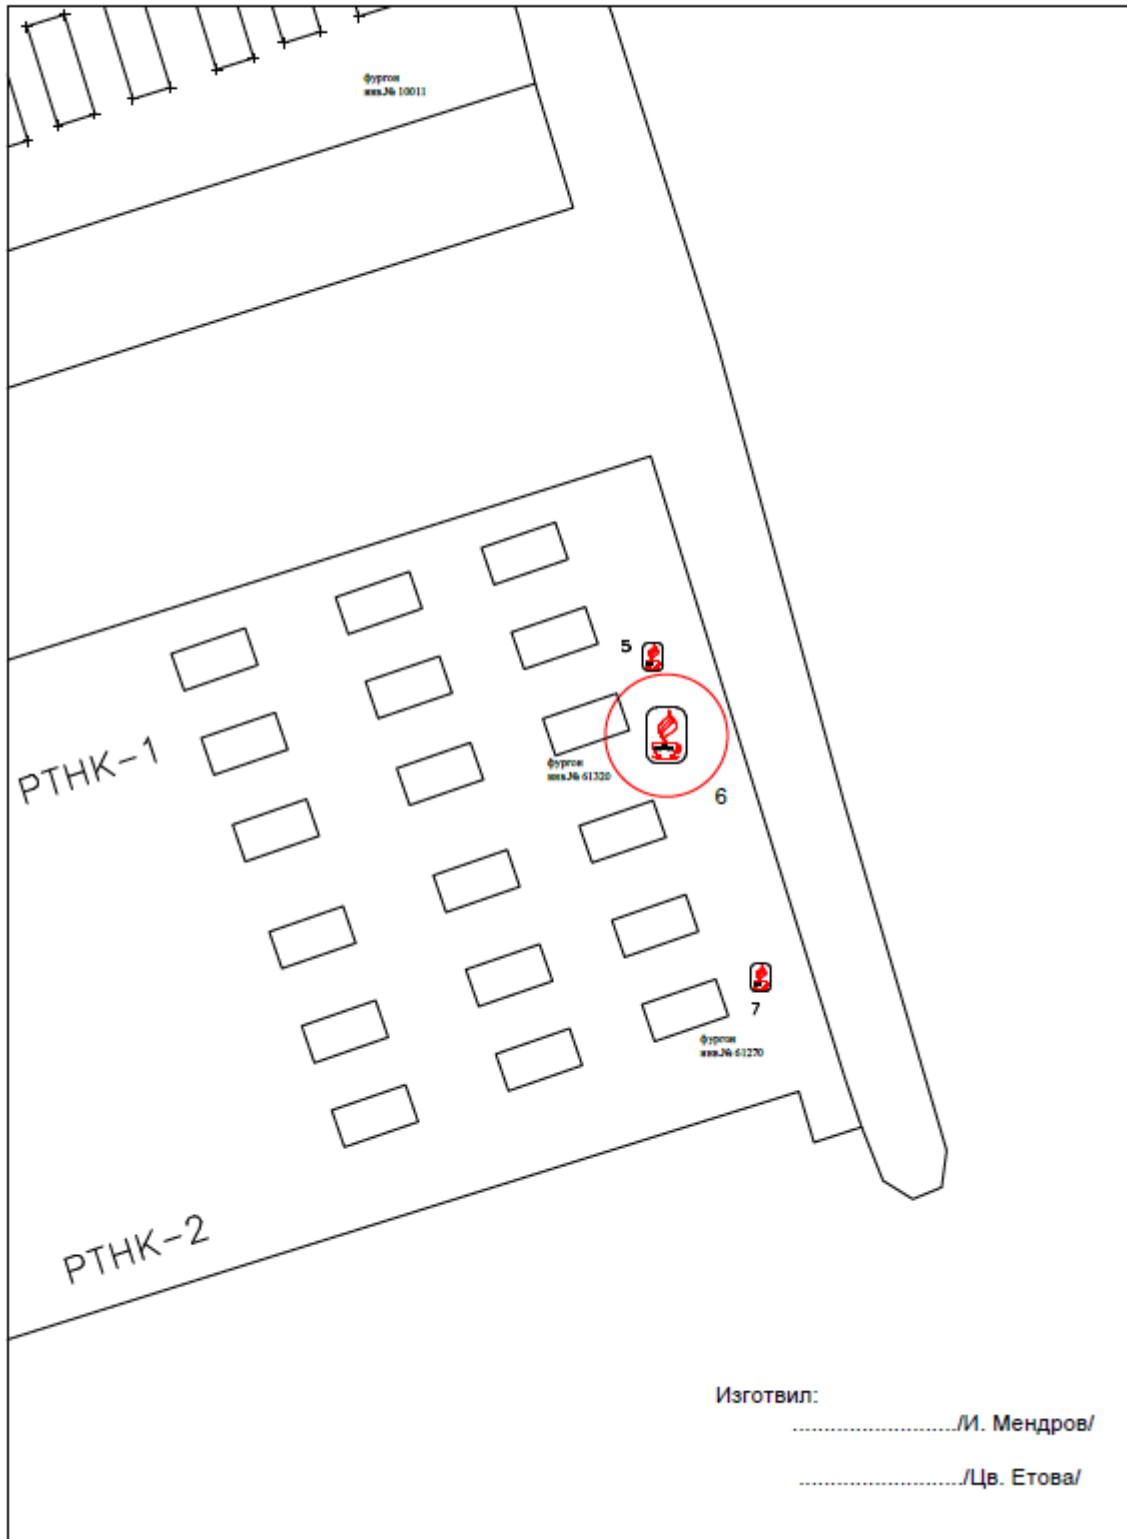 фургон
инв.№ 10011
5
фургон
инв.№ 61320
6
РТНК-1
7
фургон
инв.№ 61270
РТНК-2
Изготвил:
........................../И. Мендров/
........................../Цв. Етова/